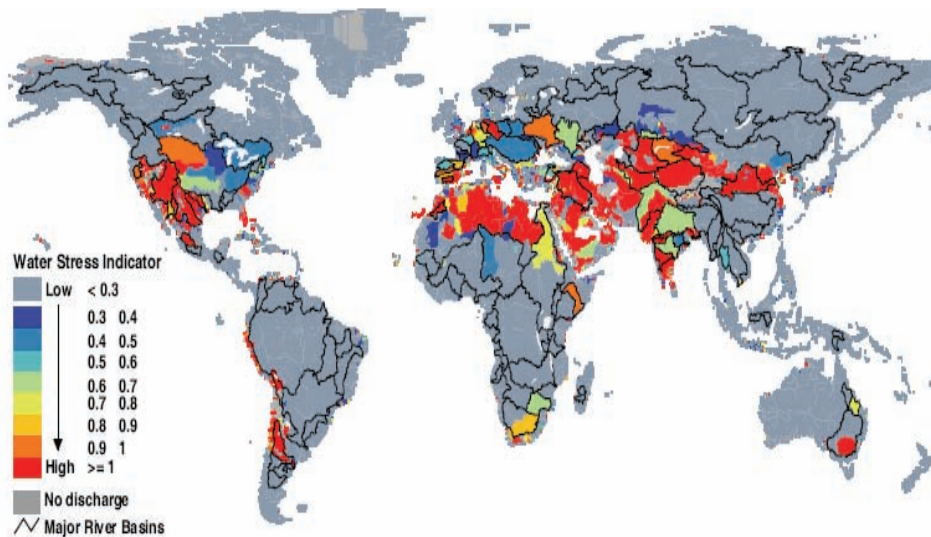 Water Stress Indicator
Low < 0.3
0.3 0.4
0.4 0.5
0.5 0.6
0.6 0.7
0.7 0.8
0.8 0.9
0.9 1
High >= 1
No discharge
Major River Basins